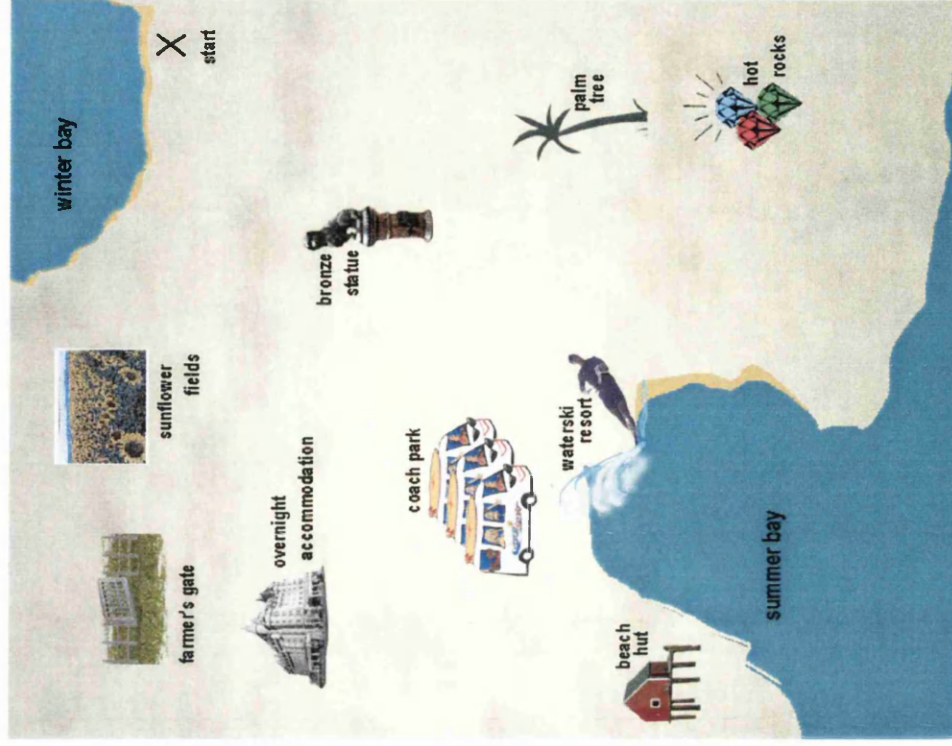 winter bay
start
sunflower
fields
farmer's gate
bronze
statue
palm
tree
hot
rocks
overnight
accommodation
coach park
waterski
resort
beach
hut
summer bay